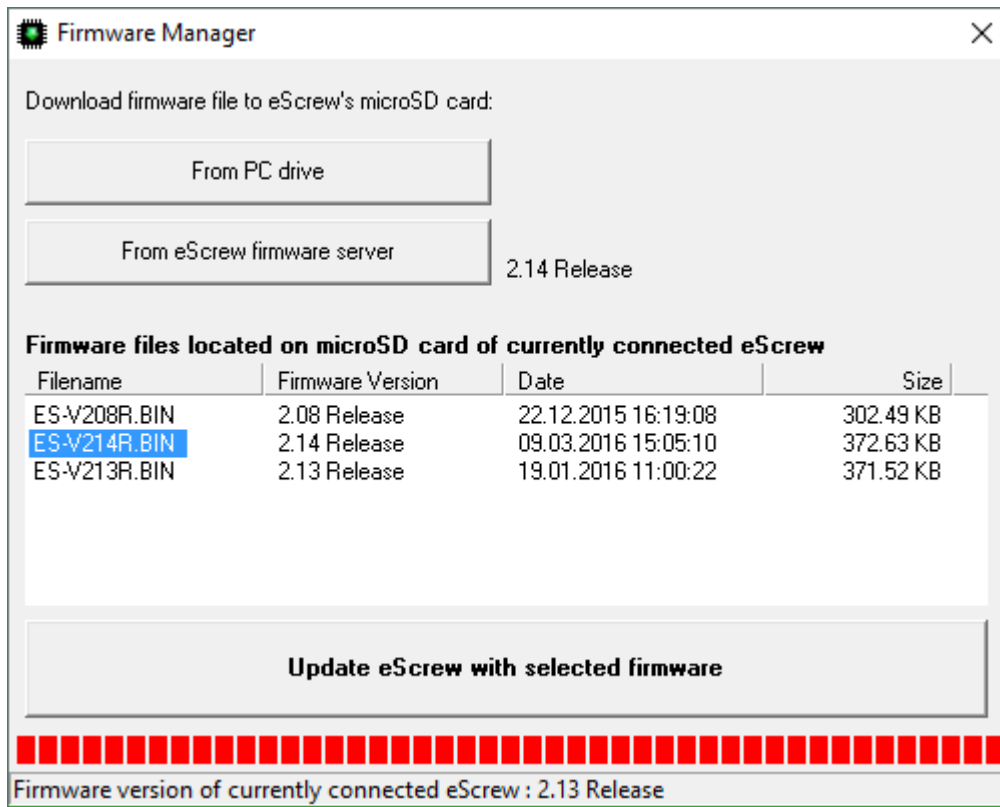 Firmware Manager
Download firmware file to eScrew's microSD card:
From PC drive
From eScrew firmware server
2.14 Release
Firmware files located on microSD card of currently connected eScrew
Filename Firmware Version Date Size
ES-V208R.BIN 2.08 Release 22.12.2015 16:19:08 302.49 KB
ES-V214R.BIN 2.14 Release 09.03.2016 15:05:10 372.63 KB
ES-V213R.BIN 2.13 Release 19.01.2016 11:00:22 371.52 KB
Update eScrew with selected firmware
Firmware version of currently connected eScrew : 2.13 Release